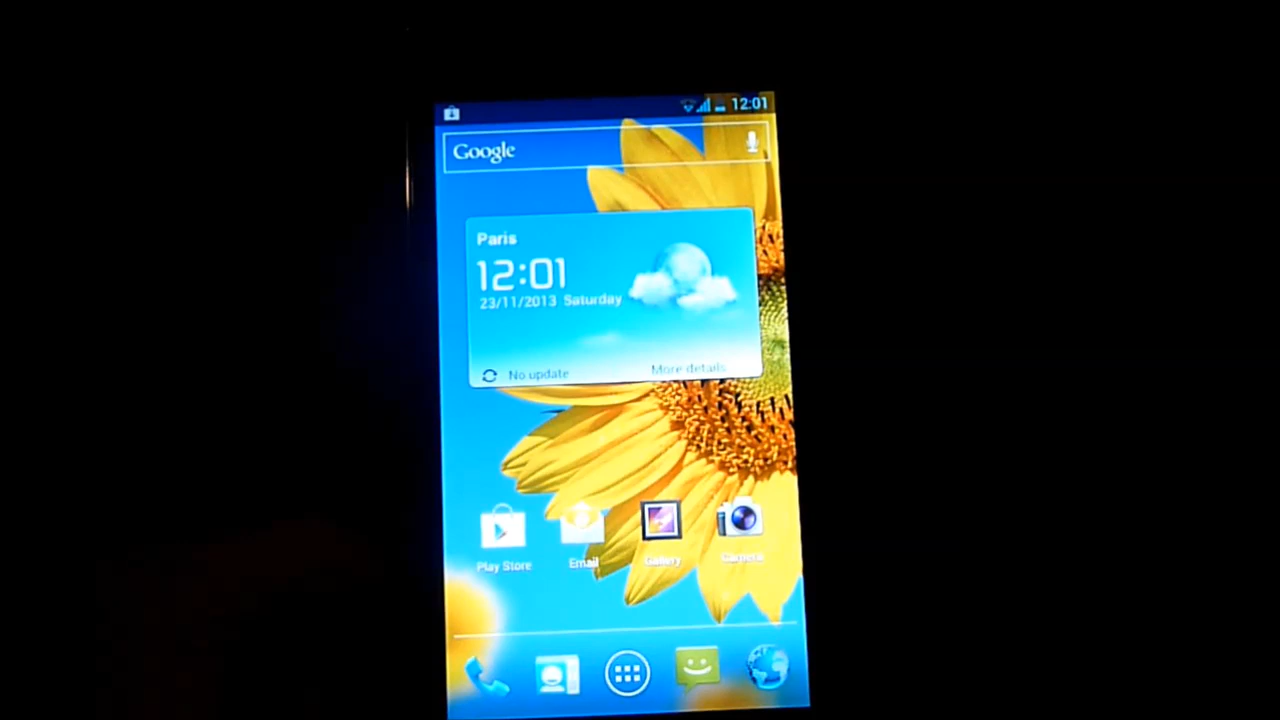 12:01
Google
Paris
12:01
23/11/2013 Saturday
No update More details
Play Store Email Gallery Camera